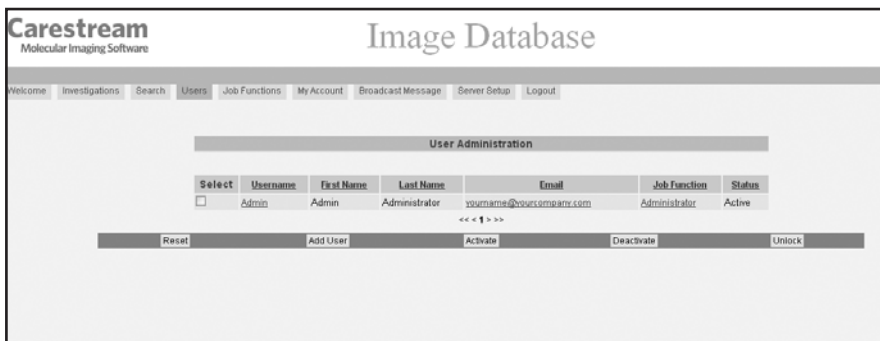 Carestream
Molecular Imaging Software
Image Database
Welcome Investigations Search Users Job Functions My Account Broadcast Message Server Setup Logout
User Administration
Select Username First Name Last Name Email Job Function Status
Admin Admin Administrator yourname@yourcompany.com Administrator Active
<< < 1 > >>
Reset Add User Activate Deactivate Unlock